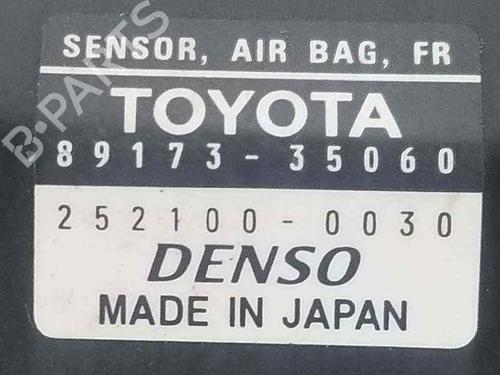 SENSOR, AIR BAG, FR
TOYOTA
89173-35060
252100-0030
DENSO
MADE IN JAPAN
B-PARTS